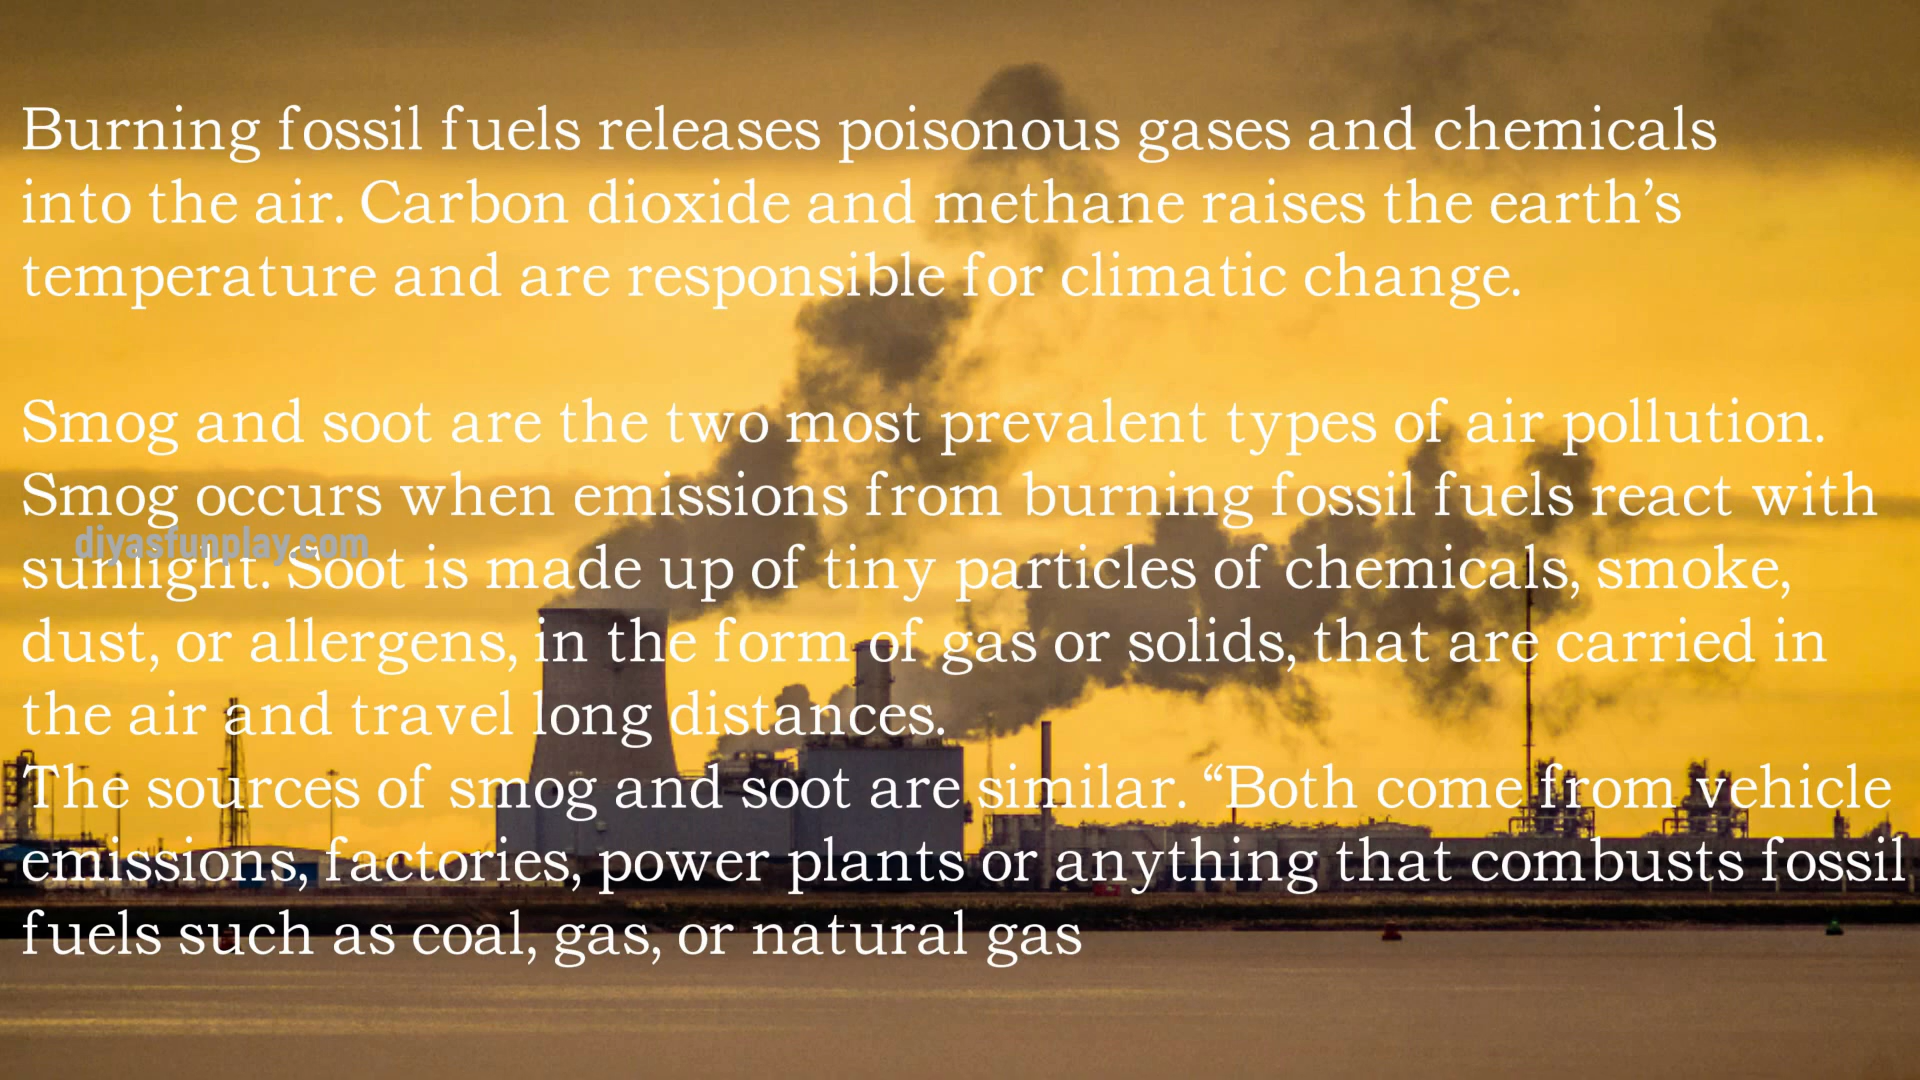 Burning fossil fuels releases poisonous gases and chemicals
into the air. Carbon dioxide and methane raises the earth’s
temperature and are responsible for climatic change.
Smog and soot are the two most prevalent types of air pollution.
Smog occurs when emissions from burning fossil fuels react with
diyasfunplay.com
sunlight. Soot is made up of tiny particles of chemicals, smoke,
dust, or allergens, in the form of gas or solids, that are carried in
the air and travel long distances.
The sources of smog and soot are similar. “Both come from vehicle
emissions, factories, power plants or anything that combusts fossil
fuels such as coal, gas, or natural gas